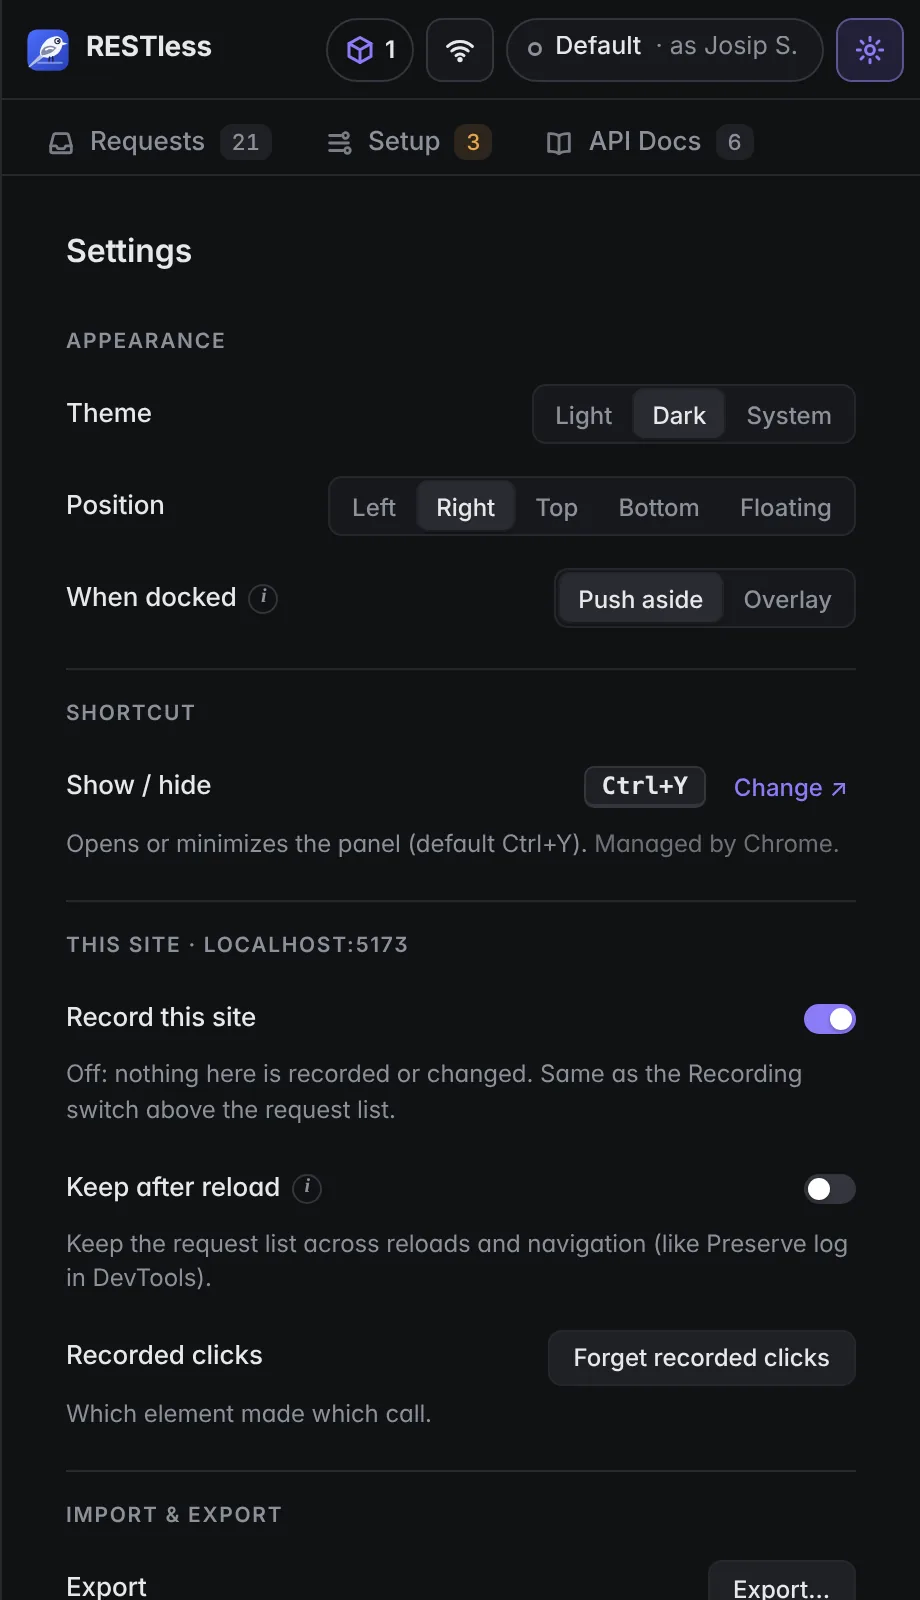 RESTless
1
Default · as Josip S.
Requests 21
Setup 3
API Docs 6
Settings
APPEARANCE
Theme
Light Dark System
Position
Left Right Top Bottom Floating
When docked i
Push aside Overlay
SHORTCUT
Show / hide
Ctrl+Y
Change ↗
Opens or minimizes the panel (default Ctrl+Y). Managed by Chrome.
THIS SITE · LOCALHOST:5173
Record this site
Off: nothing here is recorded or changed. Same as the Recording
switch above the request list.
Keep after reload i
Keep the request list across reloads and navigation (like Preserve log
in DevTools).
Recorded clicks
Forget recorded clicks
Which element made which call.
IMPORT & EXPORT
Export
Export...